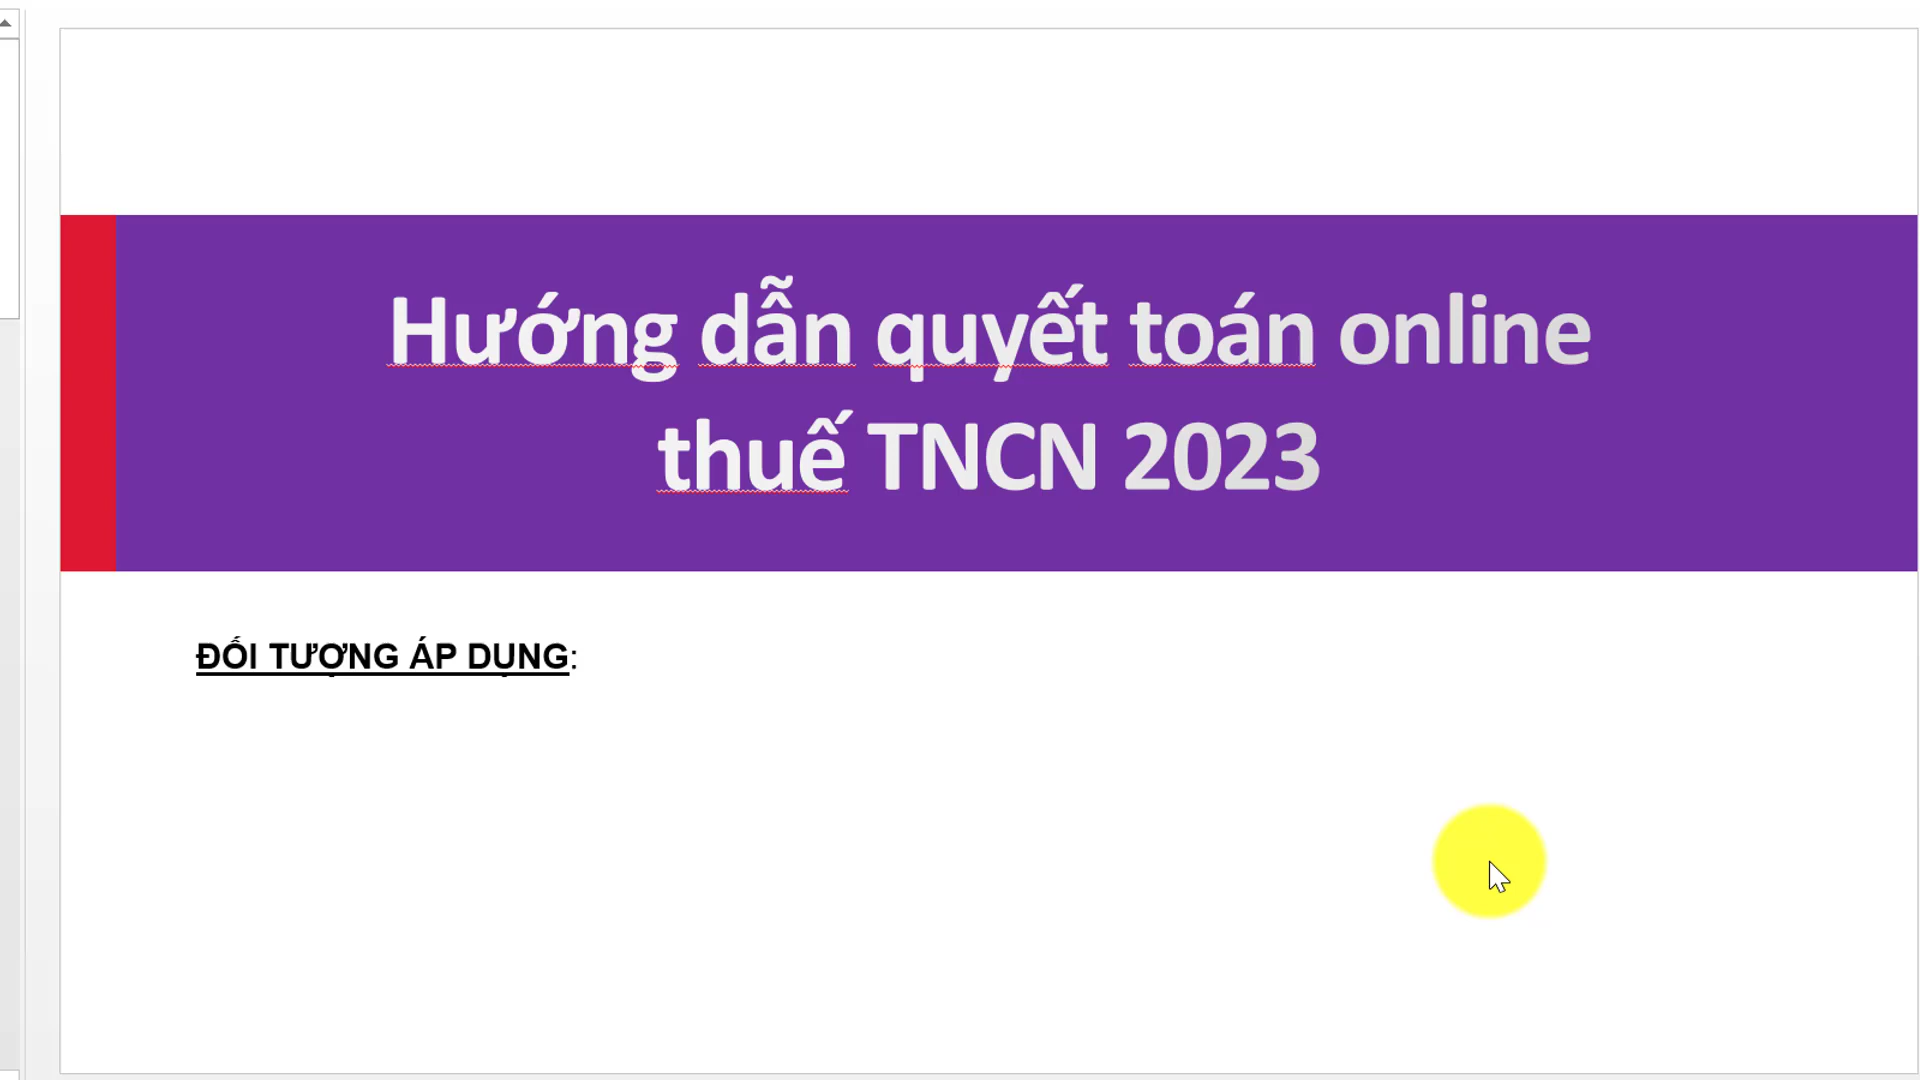 Hướng dẫn quyết toán online
thuế TNCN 2023
ĐỐI TƯỢNG ÁP DỤNG: